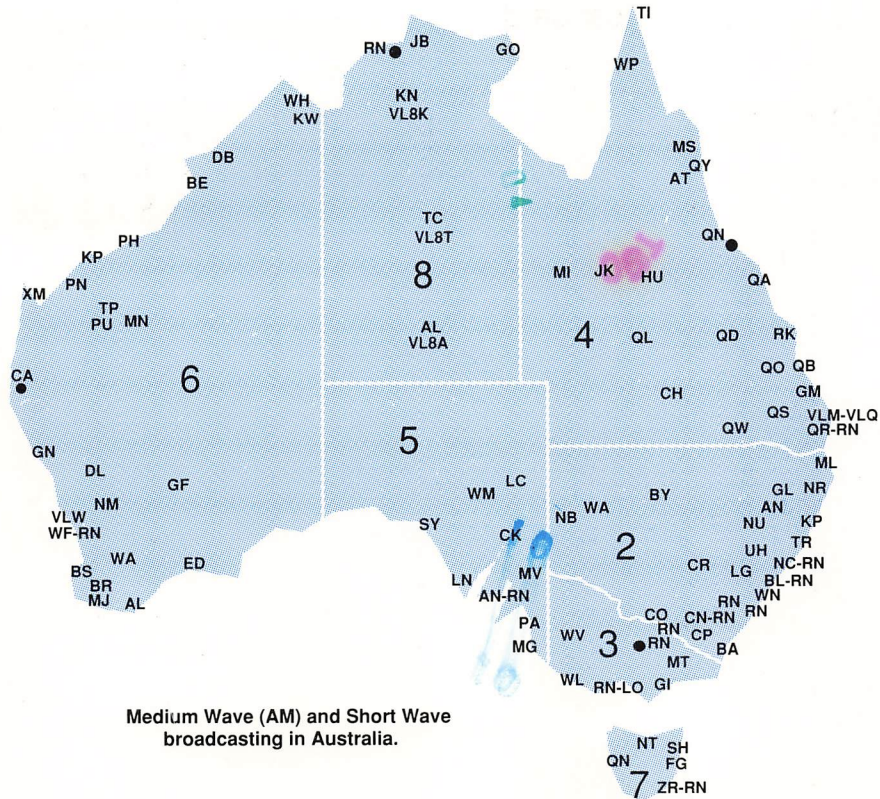 TI
RN JB GO
WP
WH KN
KW VL8K
MS
DB QY
BE AT
TC
PH VL8T QN
KP MI JK HU
PN 8 QA
XM
TP
PU MN AL 4 QL QD RK
VL8A
CA 6 QO QB
CH GM
QS VLM-VLQ
5 QW QR-RN
GN
DL ML
GF LC
WM BY GL NR
NM WA AN
VLW NB NU KP
WF-RN SY CK 2 TR
WA UH
ED CR NC-RN
BS LN MV LG BL-RN
BR AN-RN WN
MJ AL RN RN
CO CN-RN
PA RN
WV 3 RN CP
MG MT BA
WL RN-LO GI
Medium Wave (AM) and Short Wave
broadcasting in Australia.
NT SH
QN FG
7 ZR-RN